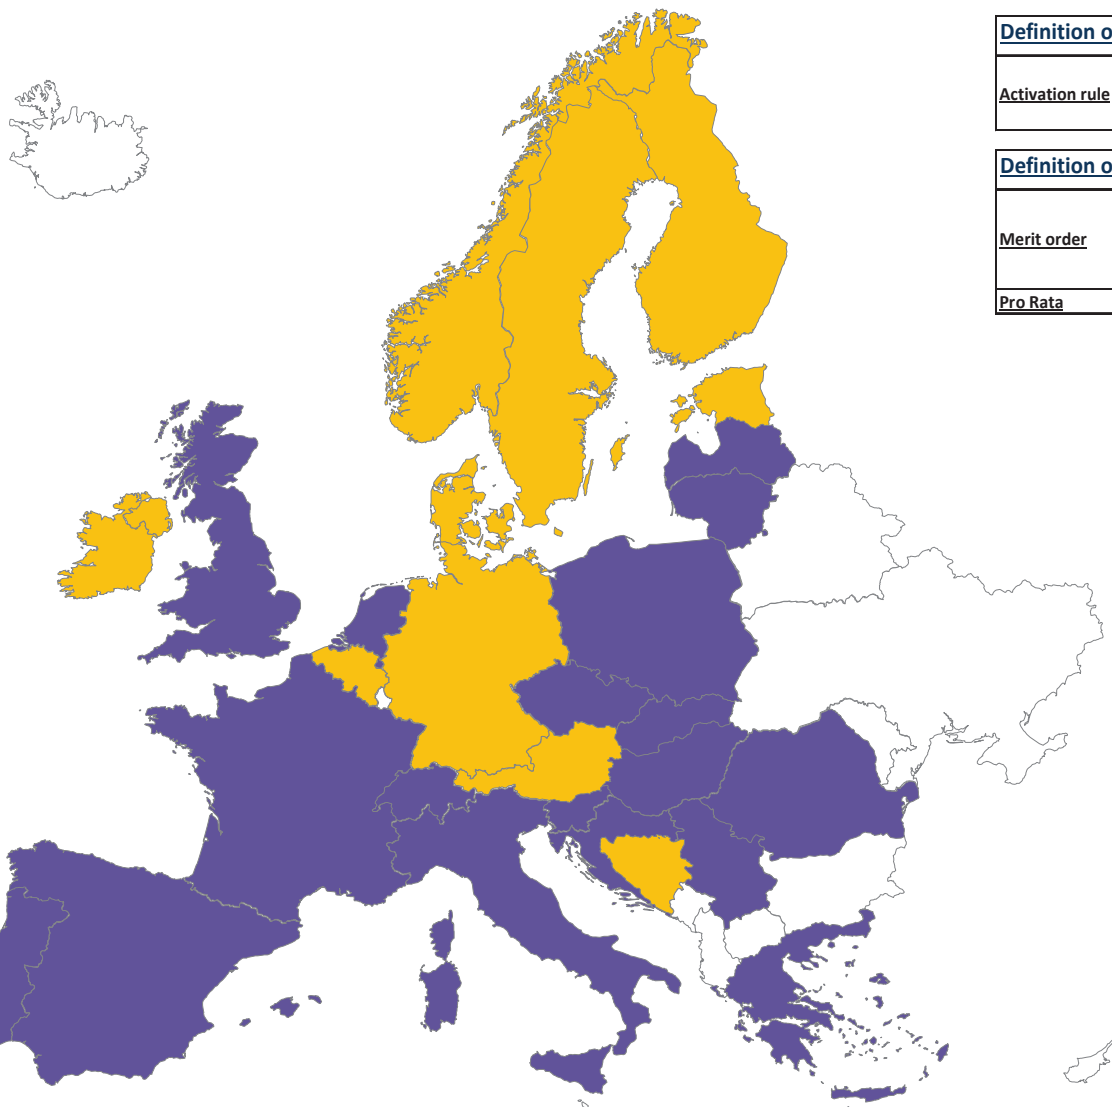 Definition o
Activation rule
Definition o
Merit order
Pro Rata